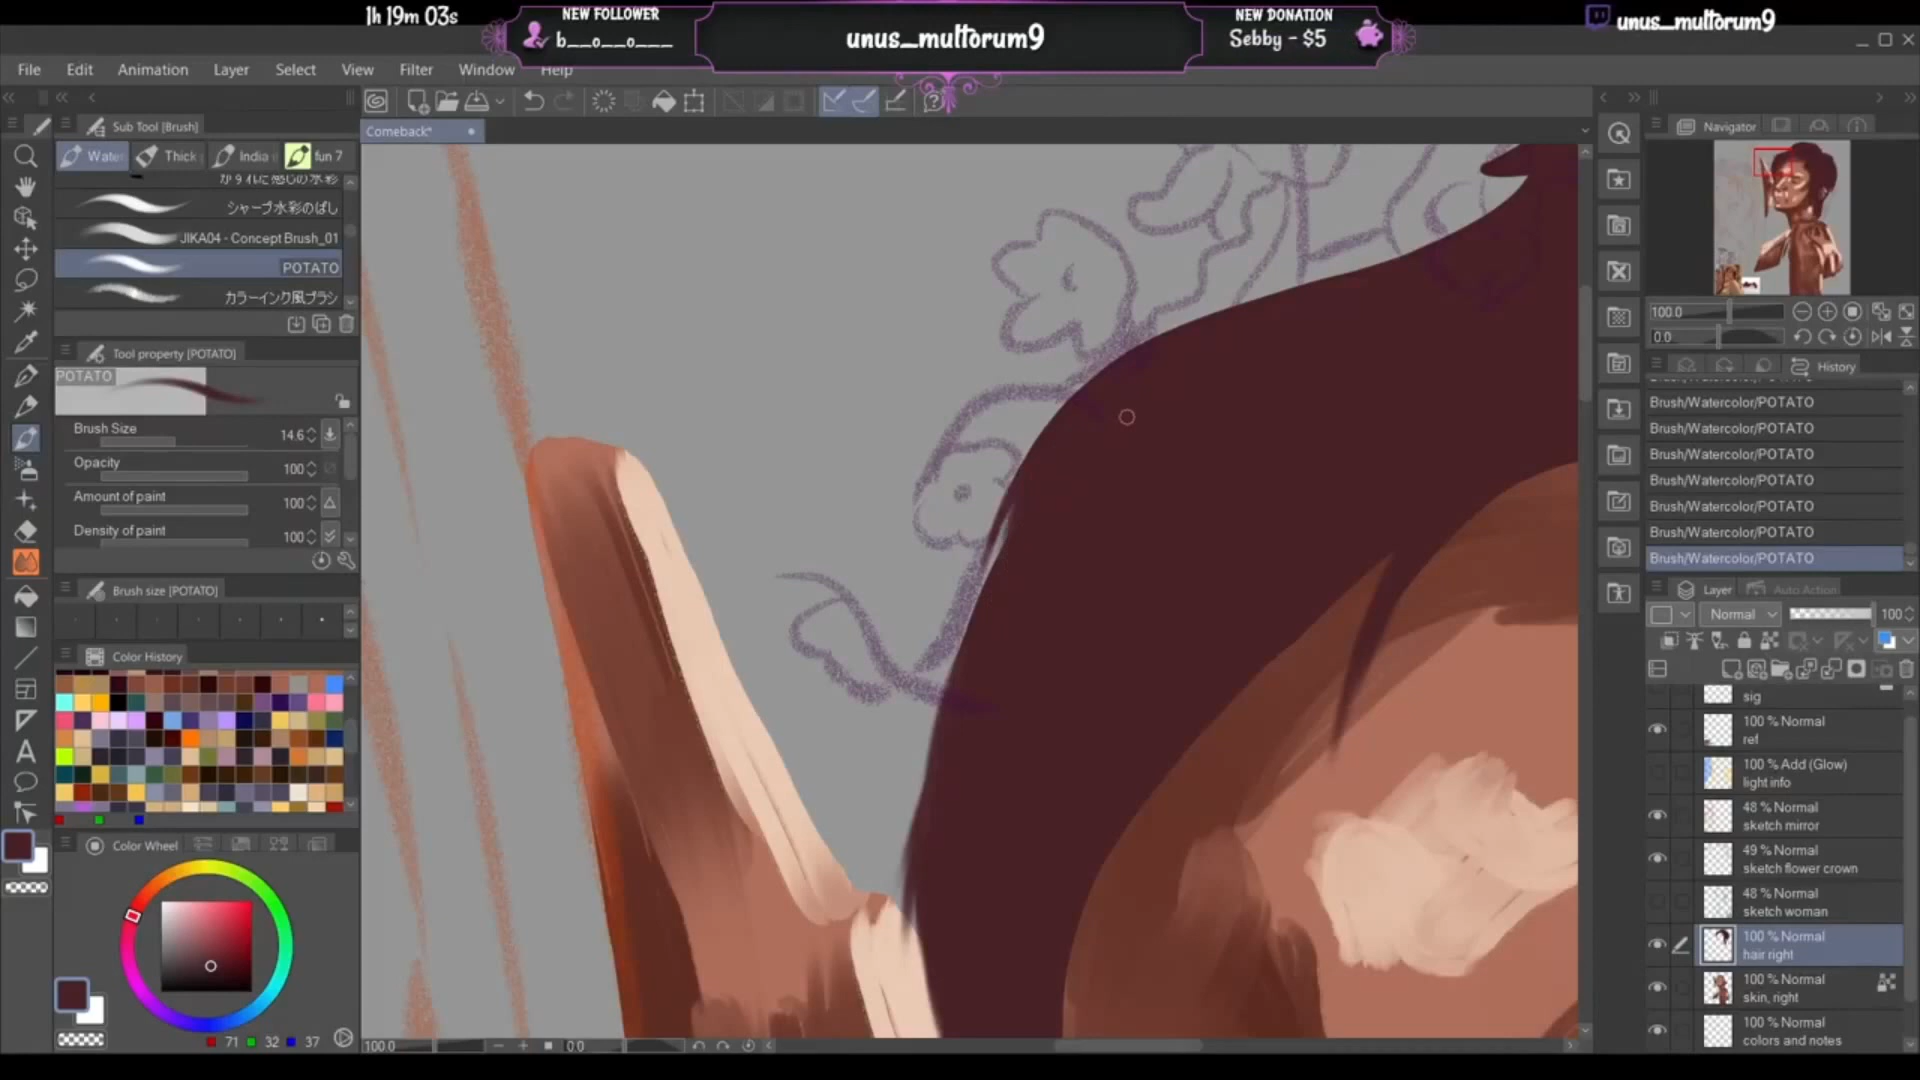 1h 19m 03s
NEW FOLLOWER
b__o__o___
unus_multorum9
NEW DONATION
Sebby - $5
unus_multorum9
File Edit Animation Layer Select View Filter Window Help
Sub Tool [Brush]
Water Thick India fun 7
シャープ水彩のばし
JIKA04 - Concept Brush_01
POTATO
カラーインク風ブラシ
Tool property [POTATO]
POTATO
Brush Size 14.6
Opacity 100
Amount of paint 100
Density of paint 100
Brush size [POTATO]
Color History
Color Wheel
71 32 37
Comeback*
100.0 0.0
Navigator
100.0
0.0
History
Brush/Watercolor/POTATO
Brush/Watercolor/POTATO
Brush/Watercolor/POTATO
Brush/Watercolor/POTATO
Brush/Watercolor/POTATO
Brush/Watercolor/POTATO
Brush/Watercolor/POTATO
Layer Auto Action
Normal 100
sig
100 % Normal
ref
100 % Add (Glow)
light info
48 % Normal
sketch mirror
49 % Normal
sketch flower crown
48 % Normal
sketch woman
100 % Normal
hair right
100 % Normal
skin, right
100 % Normal
colors and notes